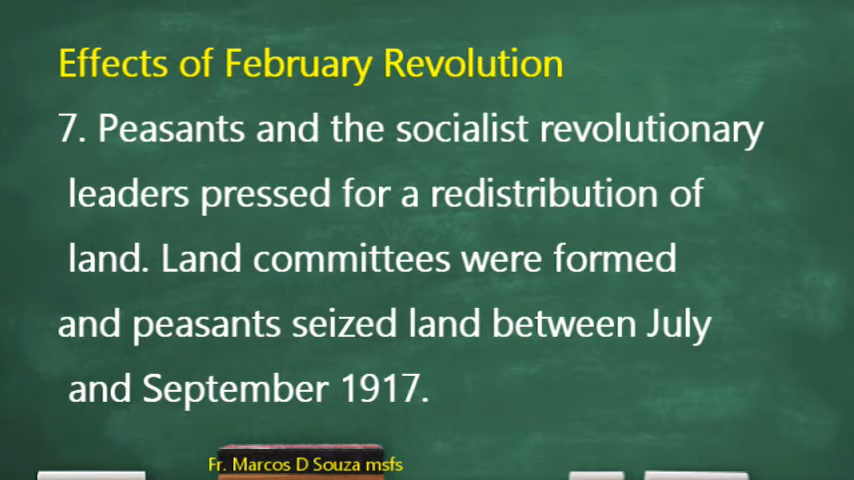 Effects of February Revolution
7. Peasants and the socialist revolutionary
leaders pressed for a redistribution of
land. Land committees were formed
and peasants seized land between July
and September 1917.
Fr. Marcos D Souza msfs